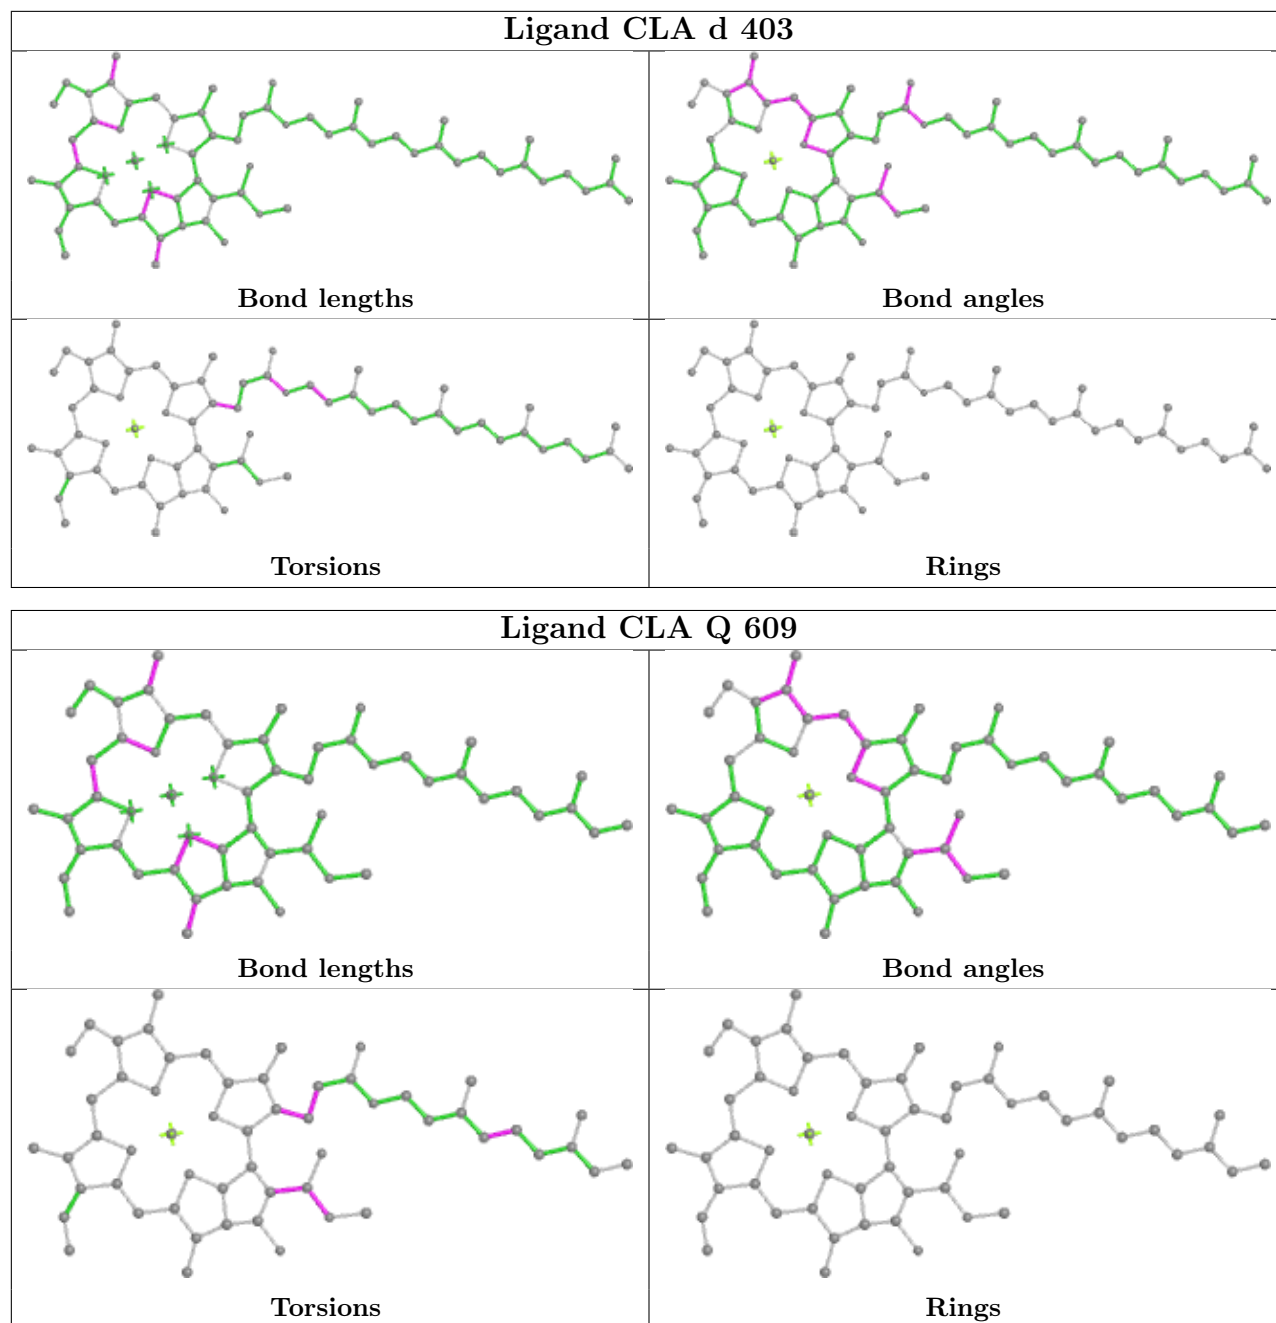 Ligand CLA d 403
Bond lengths
Bond angles
Torsions
Rings
Ligand CLA Q 609
Bond lengths
Bond angles
Torsions
Rings